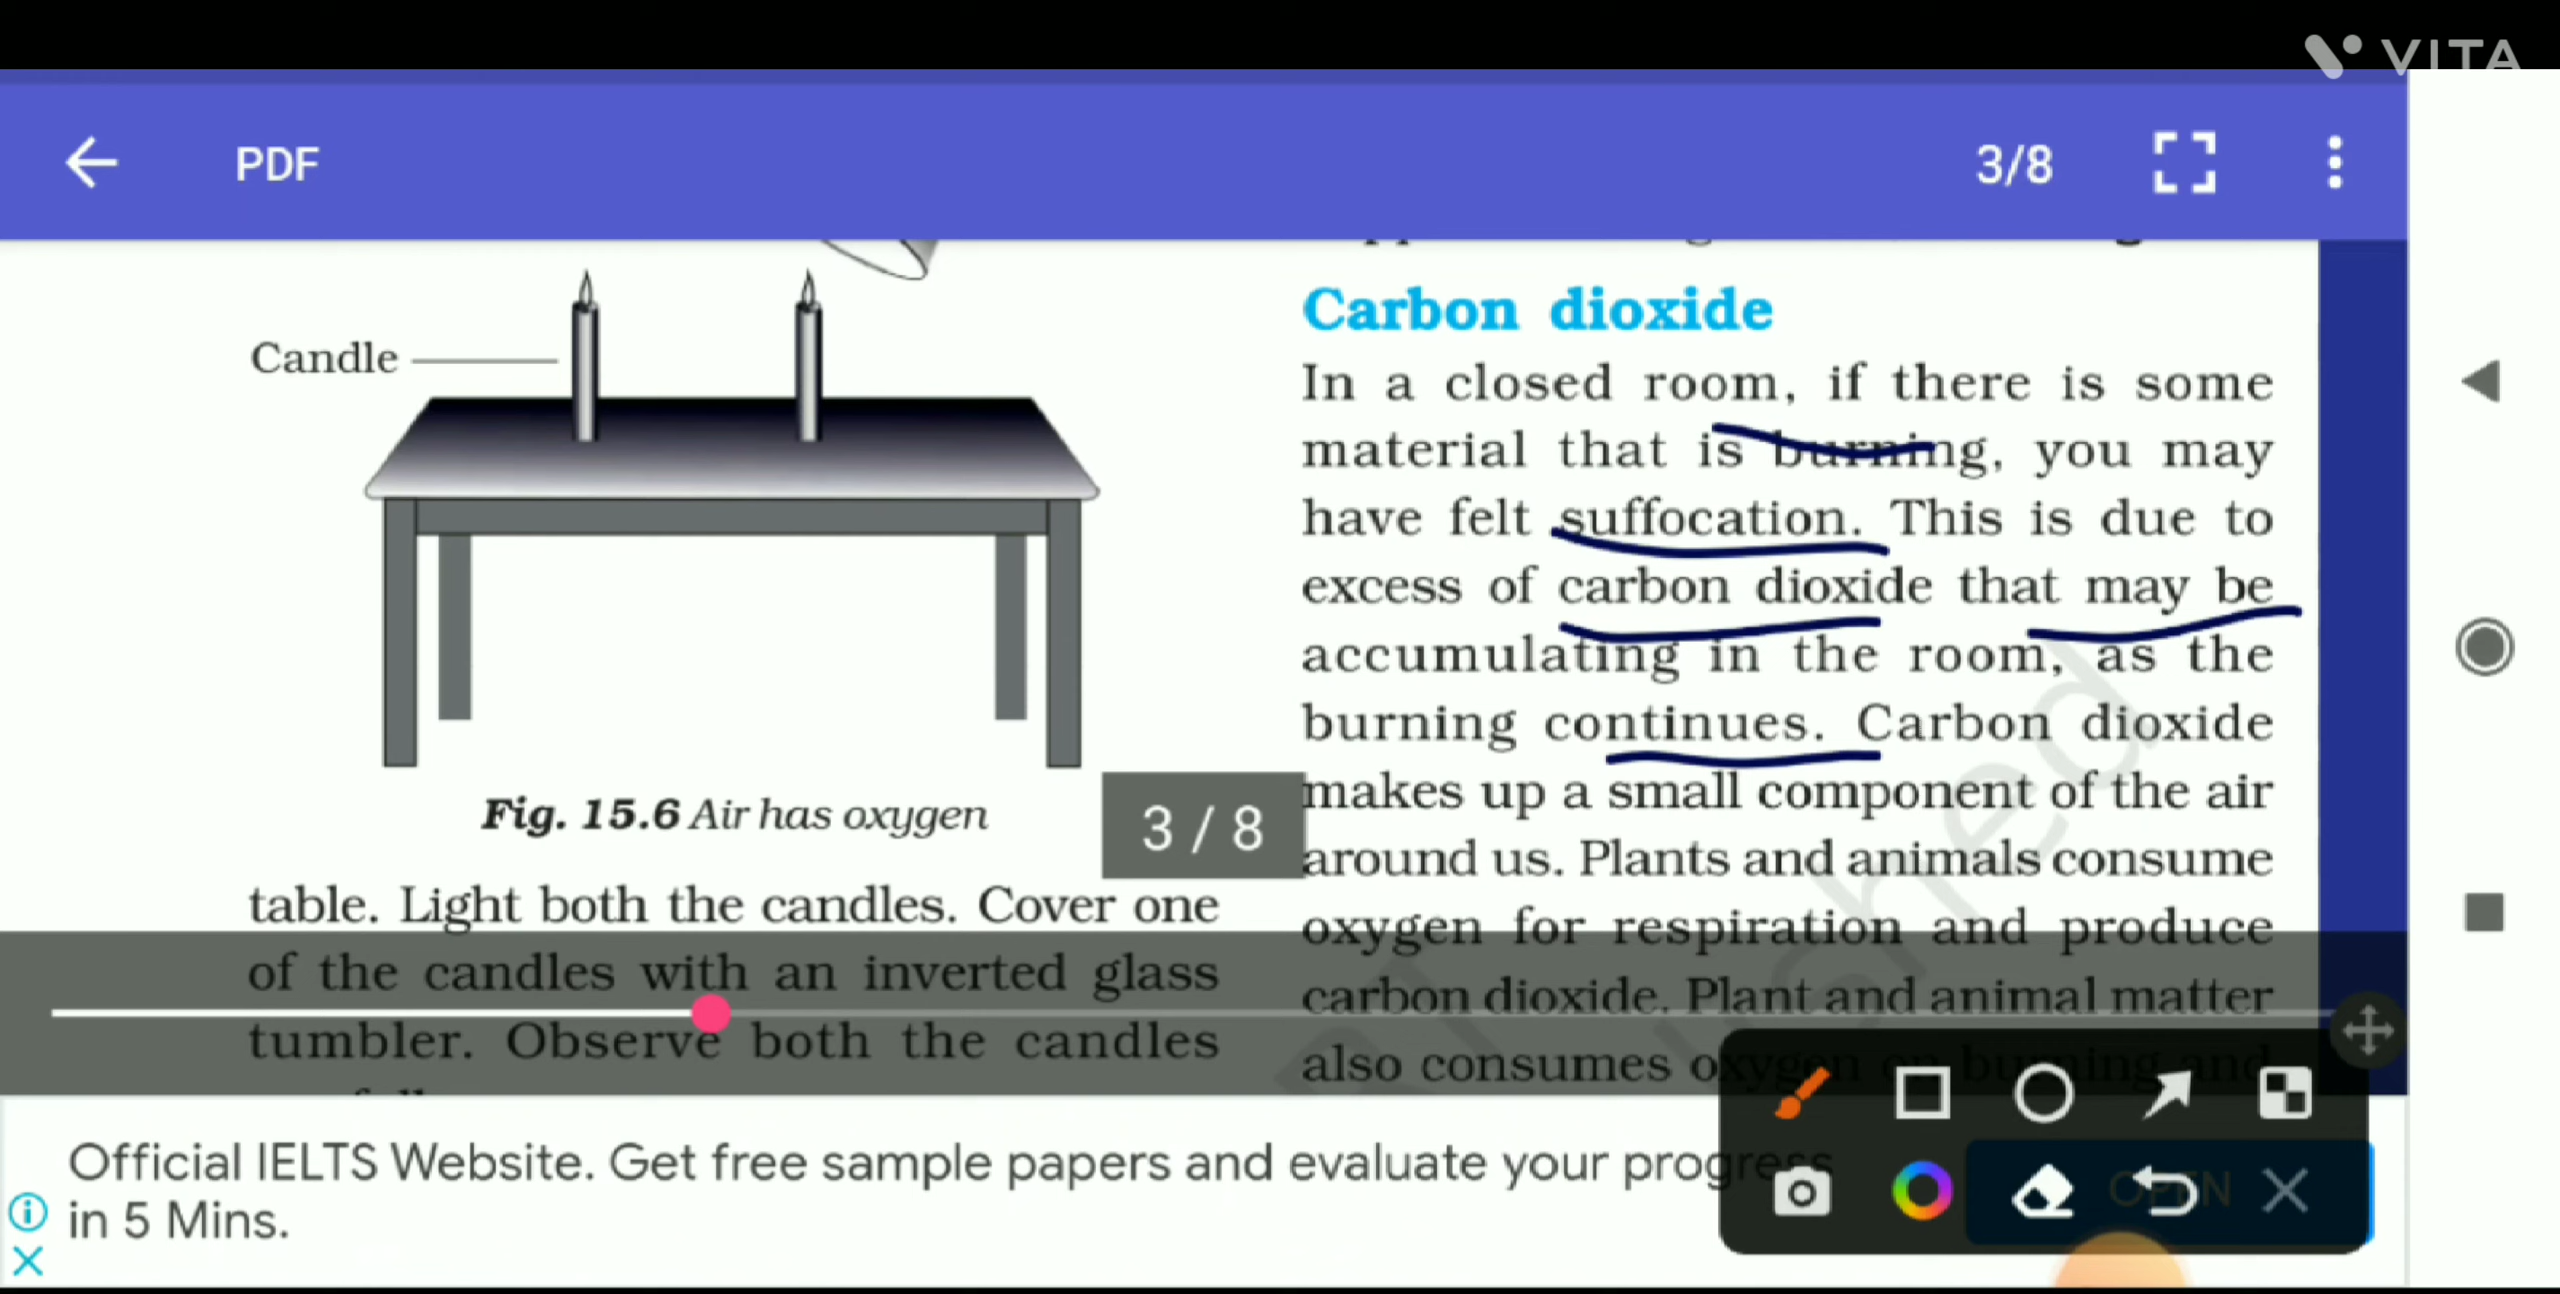 VITA
PDF
3/8
Candle
Fig. 15.6 Air has oxygen
table. Light both the candles. Cover one
of the candles with an inverted glass
tumbler. Observe both the candles
Carbon dioxide
In a closed room, if there is some
material that is burning, you may
have felt suffocation. This is due to
excess of carbon dioxide that may be
accumulating in the room, as the
burning continues. Carbon dioxide
makes up a small component of the air
around us. Plants and animals consume
oxygen for respiration and produce
carbon dioxide. Plant and animal matter
also consumes oxygen on burning and
3 / 8
Official IELTS Website. Get free sample papers and evaluate your progress
in 5 Mins.
OPEN